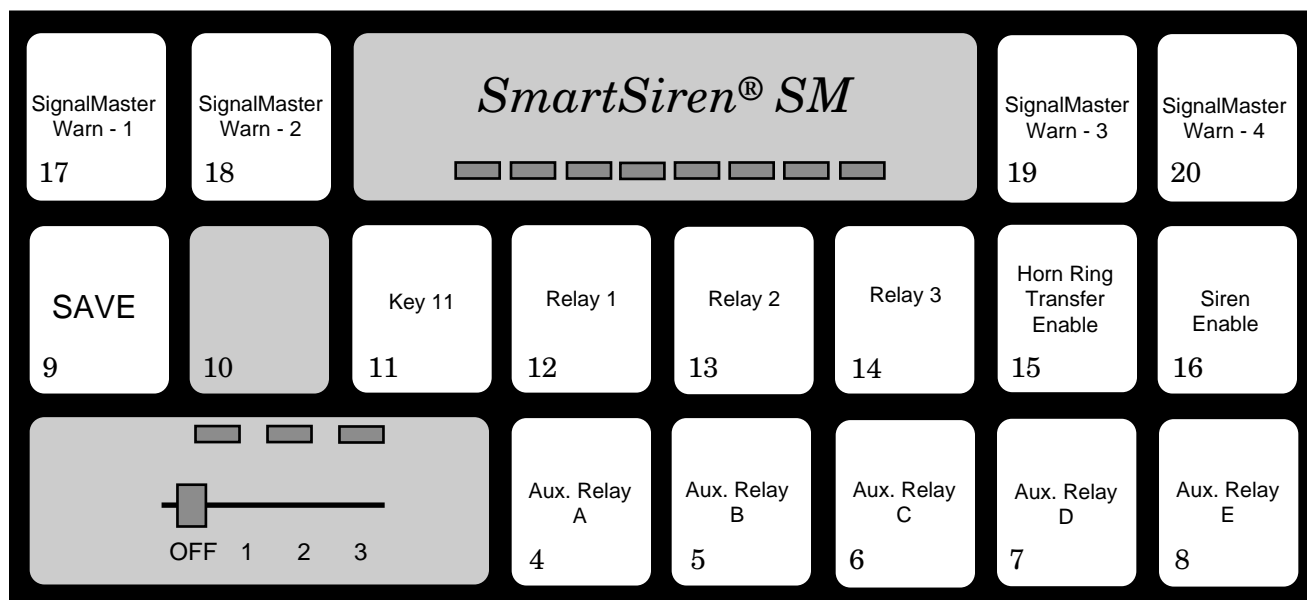 SignalMaster
Warn - 1
17
SignalMaster
Warn - 2
18
SmartSiren® SM
SignalMaster
Warn - 3
19
SignalMaster
Warn - 4
20
SAVE
9
10
Key 11
11
Relay 1
12
Relay 2
13
Relay 3
14
Horn Ring
Transfer
Enable
15
Siren
Enable
16
OFF 1 2 3
Aux. Relay
A
4
Aux. Relay
B
5
Aux. Relay
C
6
Aux. Relay
D
7
Aux. Relay
E
8